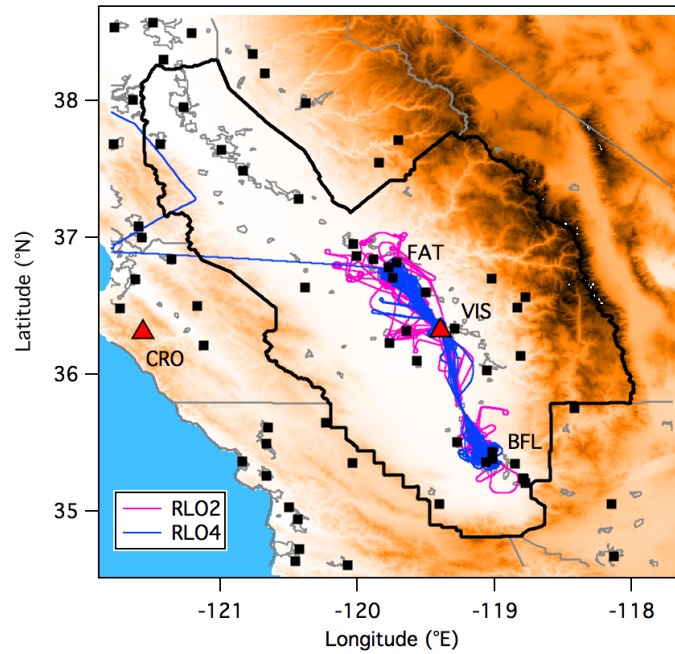 38
37
36
35
Latitude (°N)
FAT
VIS
CRO
BFL
RLO2
RLO4
-121
-120
-119
-118
Longitude (°E)